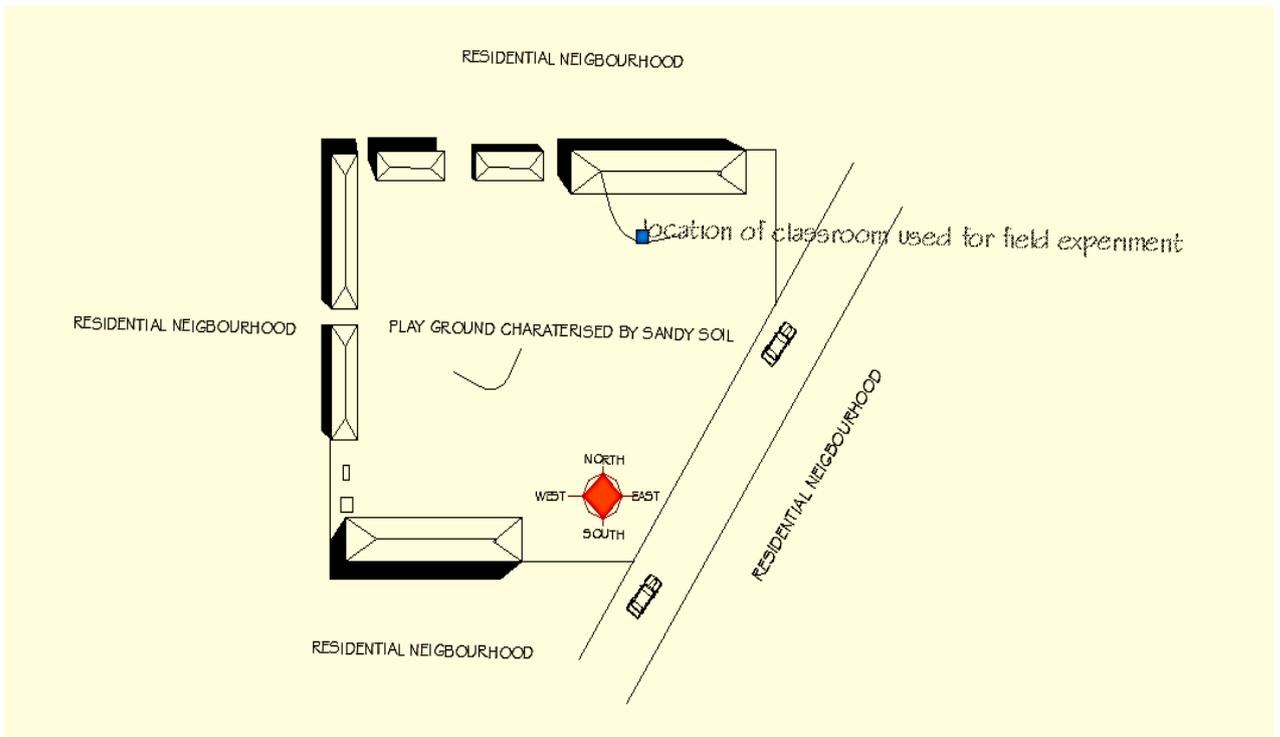 RESIDENTIAL NEIGBOURHOOD
location of classroom used for field experiment
RESIDENTIAL NEIGBOURHOOD
PLAY GROUND CHARATERISED BY SANDY SOIL
RESIDENTIAL NEIGBOURHOOD
NORTH
WEST
EAST
SOUTH
RESIDENTIAL NEIGBOURHOOD